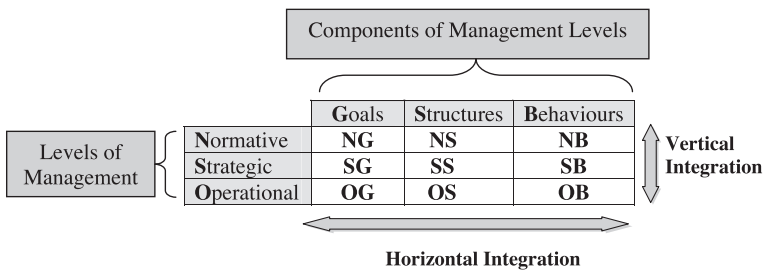 Components of Management Levels
Goals Structures Behaviours
Levels of
Management
Normative NG NS NB
Strategic SG SS SB
Operational OG OS OB
Vertical
Integration
Horizontal Integration